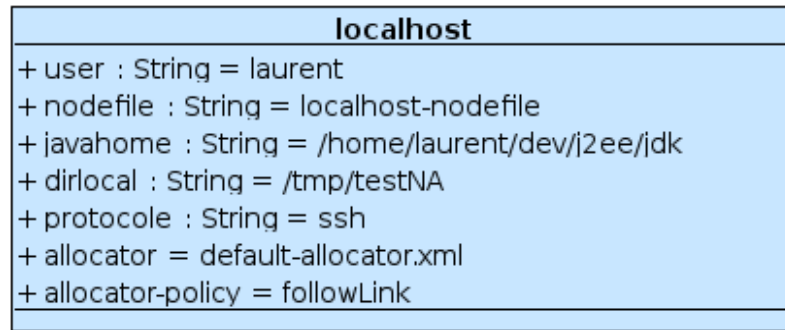 localhost
+ user : String = laurent
+ nodefile : String = localhost-nodefile
+ javahome : String = /home/laurent/dev/j2ee/jdk
+ dirlocal : String = /tmp/testNA
+ protocole : String = ssh
+ allocator = default-allocator.xml
+ allocator-policy = followLink